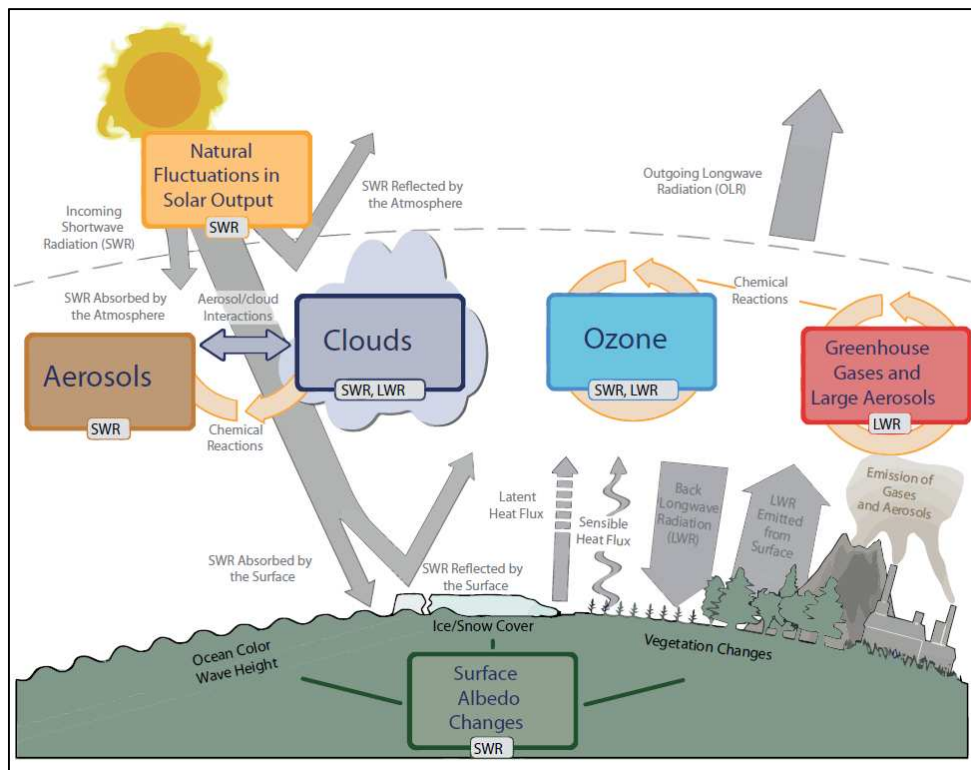 Natural
Fluctuations in
Solar Output
SWR
SWR Reflected by
the Atmosphere
Outgoing Longwave
Radiation (OLR)
Incoming
Shortwave
Radiation (SWR)
SWR Absorbed by
the Atmosphere
Aerosol/cloud
Interactions
Chemical
Reactions
Aerosols
SWR
Clouds
SWR, LWR
Ozone
SWR, LWR
Greenhouse
Gases and
Large Aerosols
LWR
Chemical
Reactions
Latent
Heat Flux
Sensible
Heat Flux
Back
Longwave
Radiation
(LWR)
LWR
Emitted
from
Surface
Emission of
Gases
and Aerosols
SWR Absorbed by
the Surface
SWR Reflected by
the Surface
Ice/Snow Cover
Ocean Color
Wave Height
Vegetation Changes
Surface
Albedo
Changes
SWR